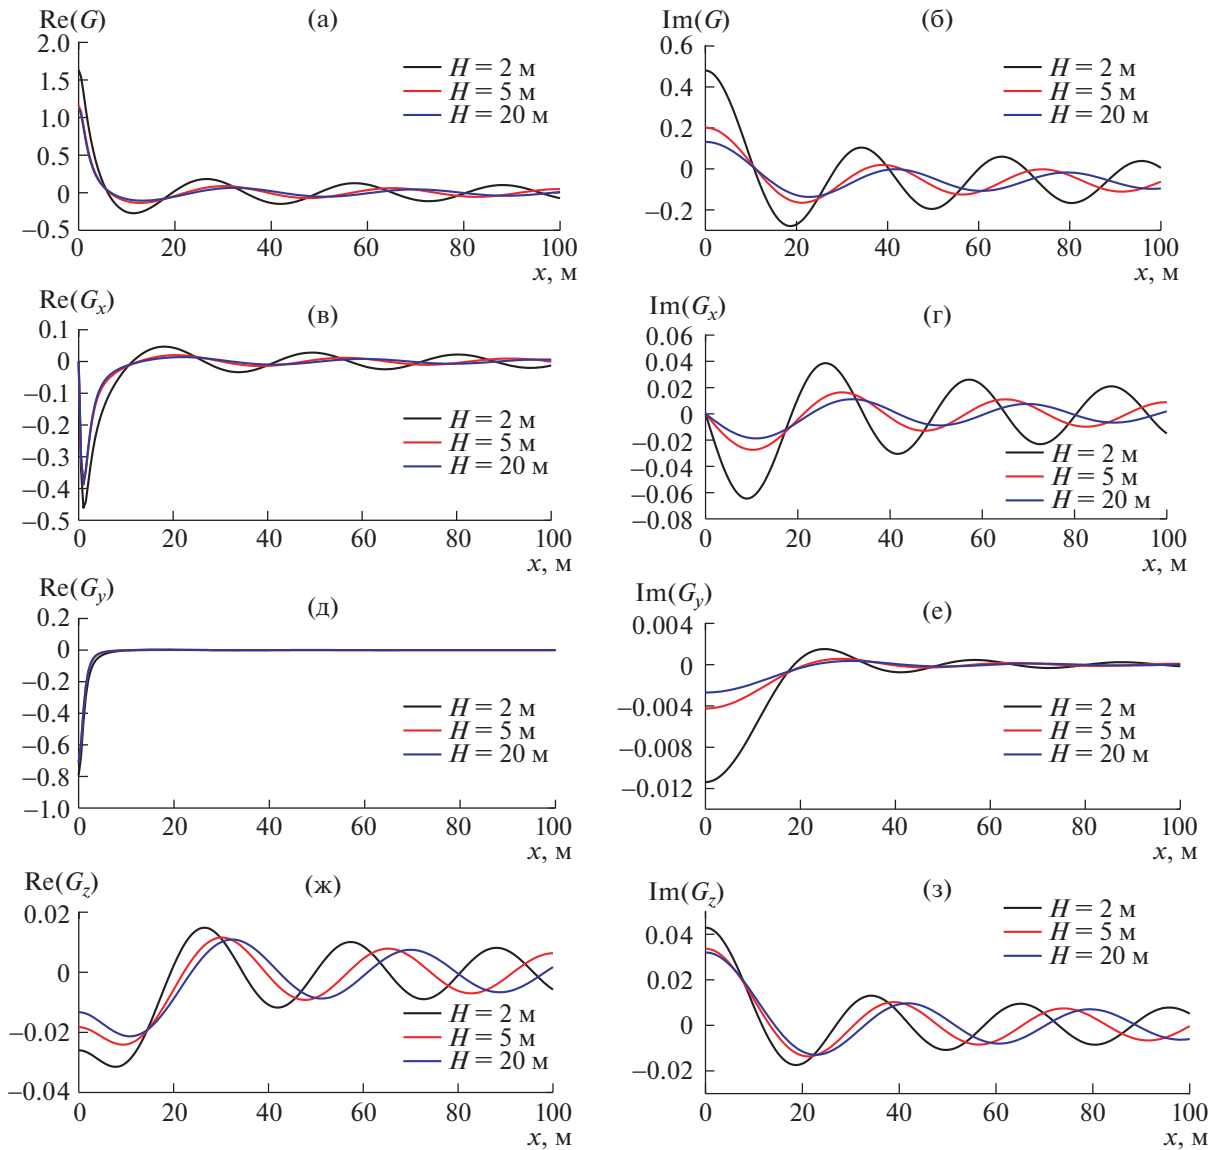 Re(G)
(а)
2.0
1.5
1.0
0.5
0
–0.5
H = 2 м
H = 5 м
H = 20 м
0 20 40 60 80 100
x, м
Im(G)
(б)
0.6
0.4
0.2
0
–0.2
H = 2 м
H = 5 м
H = 20 м
0 20 40 60 80 100
x, м
Re(Gx)
(в)
0.1
0
–0.1
–0.2
–0.3
–0.4
–0.5
H = 2 м
H = 5 м
H = 20 м
0 20 40 60 80 100
x, м
Im(Gx)
(г)
0.06
0.04
0.02
0
–0.02
–0.04
–0.06
–0.08
H = 2 м
H = 5 м
H = 20 м
0 20 40 60 80 100
x, м
Re(Gy)
(д)
0.2
0
–0.2
–0.4
–0.6
–0.8
–1.0
H = 2 м
H = 5 м
H = 20 м
0 20 40 60 80 100
x, м
Im(Gy)
(е)
0.004
0
–0.004
–0.008
–0.012
H = 2 м
H = 5 м
H = 20 м
0 20 40 60 80 100
x, м
Re(Gz)
(ж)
0.02
0
–0.02
–0.04
H = 2 м
H = 5 м
H = 20 м
0 20 40 60 80 100
x, м
Im(Gz)
(з)
0.04
0.02
0
–0.02
H = 2 м
H = 5 м
H = 20 м
0 20 40 60 80 100
x, м